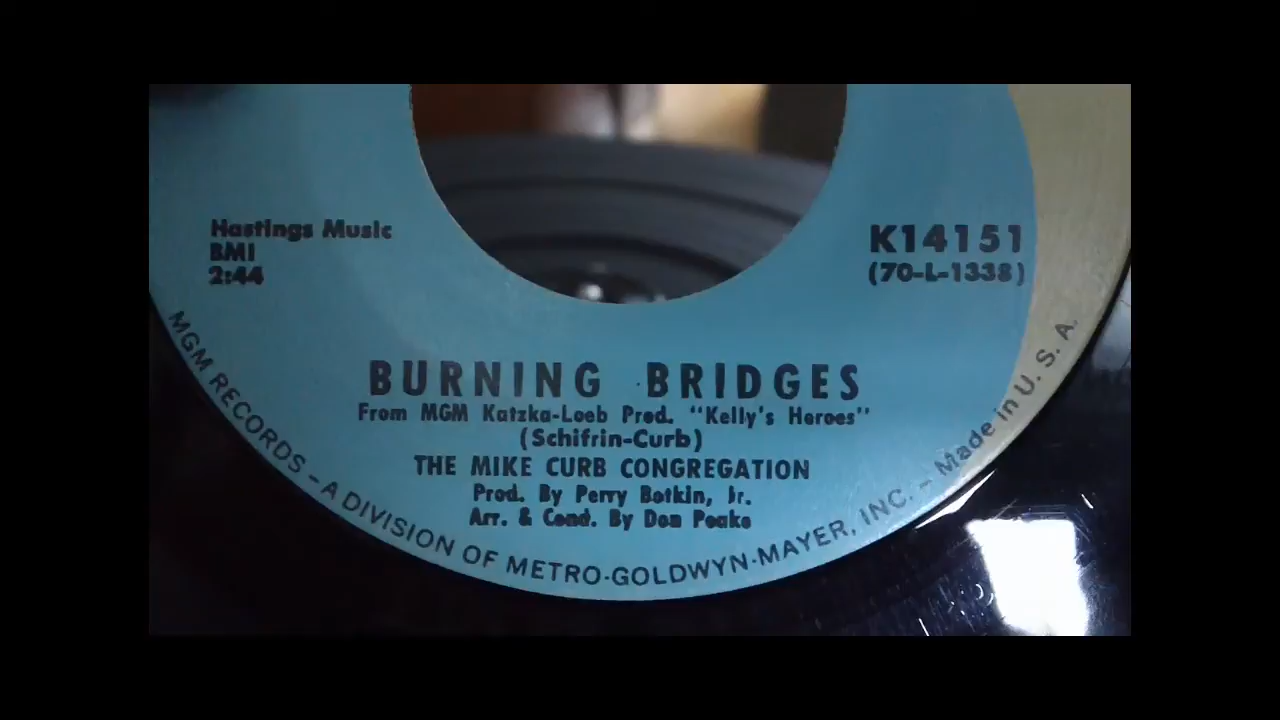 Hastings Music
BMI
2:44
K14151
(70-L-1338)
BURNING BRIDGES
From MGM Katzka-Loeb Prod. "Kelly's Heroes"
(Schifrin-Curb)
THE MIKE CURB CONGREGATION
Prod. By Perry Botkin, Jr.
Arr. & Cond. By Don Peake
MGM RECORDS – A DIVISION OF METRO-GOLDWYN-MAYER, INC. – Made in U. S. A.